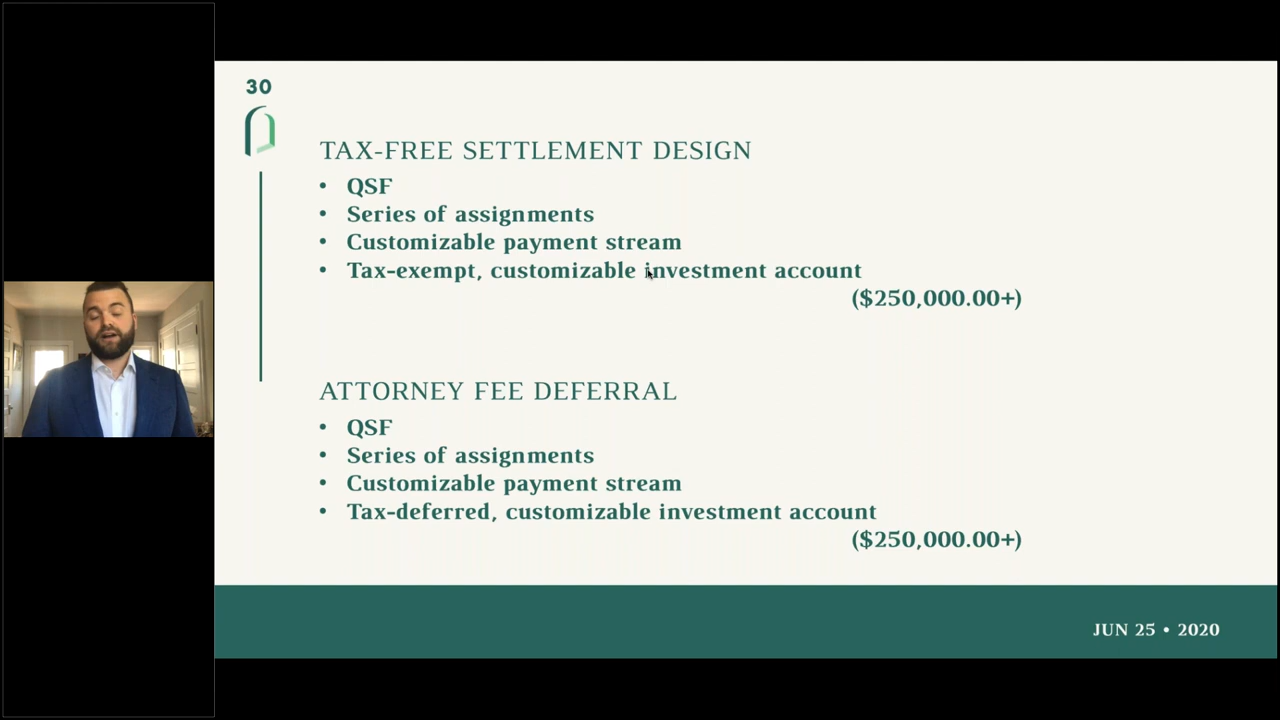 30
TAX-FREE SETTLEMENT DESIGN
• QSF
• Series of assignments
• Customizable payment stream
• Tax-exempt, customizable investment account
($250,000.00+)
ATTORNEY FEE DEFERRAL
• QSF
• Series of assignments
• Customizable payment stream
• Tax-deferred, customizable investment account
($250,000.00+)
JUN 25 • 2020